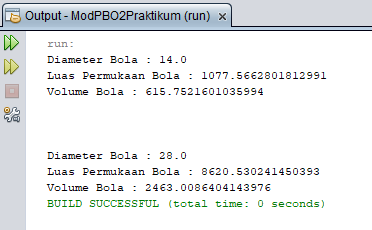 Output - ModPBO2Praktikum (run) x
run:
Diameter Bola : 14.0
Luas Permukaan Bola : 1077.5662801812991
Volume Bola : 615.7521601035994
Diameter Bola : 28.0
Luas Permukaan Bola : 8620.530241450393
Volume Bola : 2463.0086404143976
BUILD SUCCESSFUL (total time: 0 seconds)